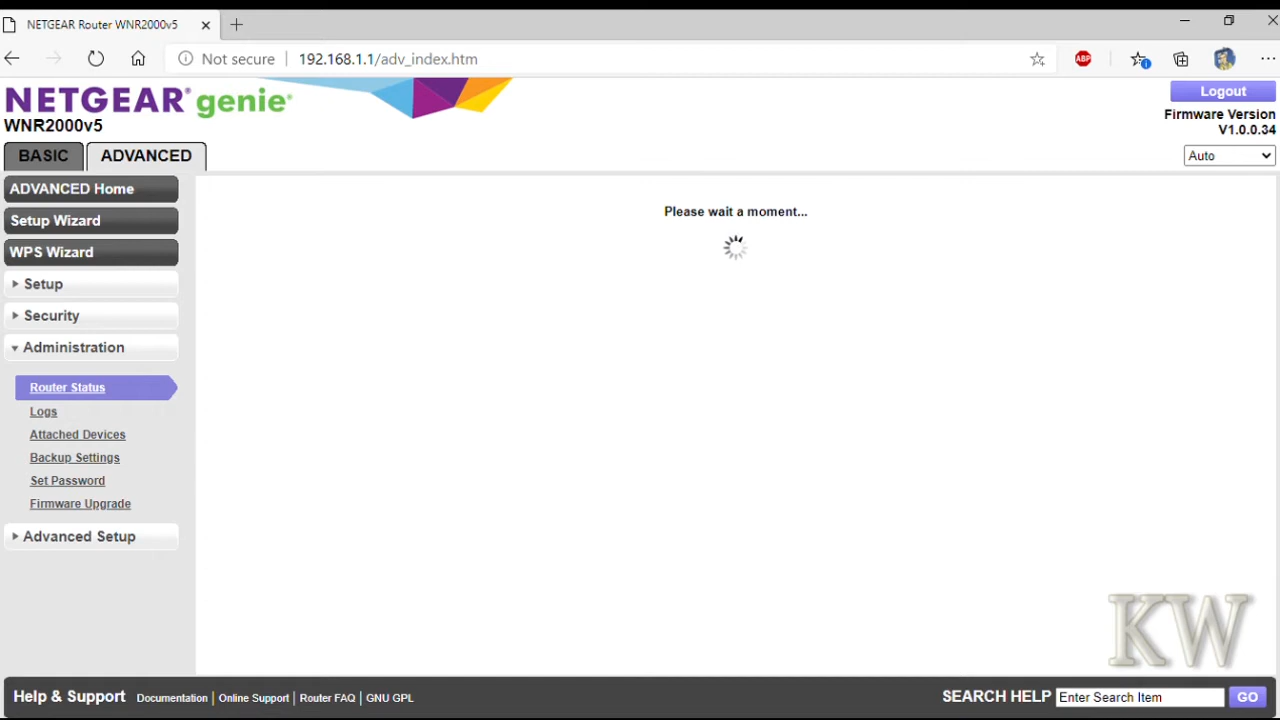 NETGEAR Router WNR2000v5
Not secure
192.168.1.1/adv_index.htm
ABP
NETGEAR® genie®
WNR2000v5
Logout
Firmware Version
V1.0.0.34
BASIC
ADVANCED
Auto
ADVANCED Home
Setup Wizard
WPS Wizard
Setup
Security
Administration
Router Status
Logs
Attached Devices
Backup Settings
Set Password
Firmware Upgrade
Advanced Setup
Please wait a moment...
KW
Help & Support Documentation | Online Support | Router FAQ | GNU GPL
SEARCH HELP Enter Search Item GO